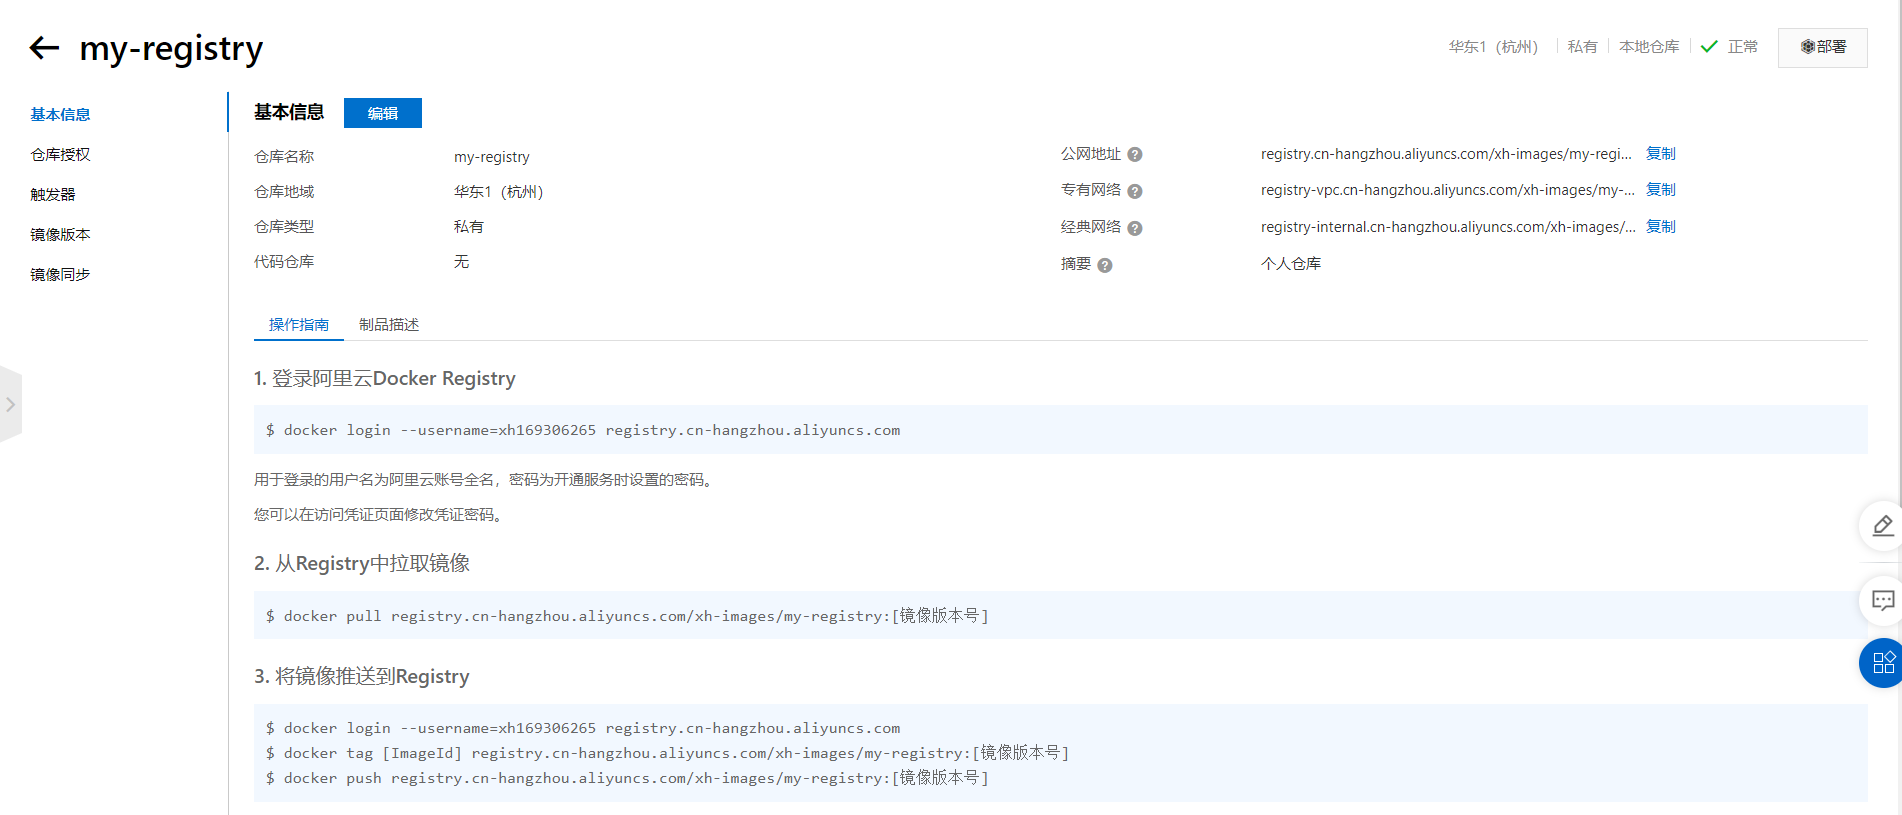 my-registry
华东1（杭州） 私有 本地仓库 正常 部署
基本信息
仓库授权
触发器
镜像版本
镜像同步
基本信息 编辑
仓库名称 my-registry
仓库地域 华东1（杭州）
仓库类型 私有
代码仓库 无
公网地址 registry.cn-hangzhou.aliyuncs.com/xh-images/my-regi... 复制
专有网络 registry-vpc.cn-hangzhou.aliyuncs.com/xh-images/my-... 复制
经典网络 registry-internal.cn-hangzhou.aliyuncs.com/xh-images/... 复制
摘要 个人仓库
操作指南 制品描述
1. 登录阿里云Docker Registry
$ docker login --username=xh169306265 registry.cn-hangzhou.aliyuncs.com
用于登录的用户名为阿里云账号全名，密码为开通服务时设置的密码。
您可以在访问凭证页面修改凭证密码。
2. 从Registry中拉取镜像
$ docker pull registry.cn-hangzhou.aliyuncs.com/xh-images/my-registry:[镜像版本号]
3. 将镜像推送到Registry
$ docker login --username=xh169306265 registry.cn-hangzhou.aliyuncs.com
$ docker tag [ImageId] registry.cn-hangzhou.aliyuncs.com/xh-images/my-registry:[镜像版本号]
$ docker push registry.cn-hangzhou.aliyuncs.com/xh-images/my-registry:[镜像版本号]